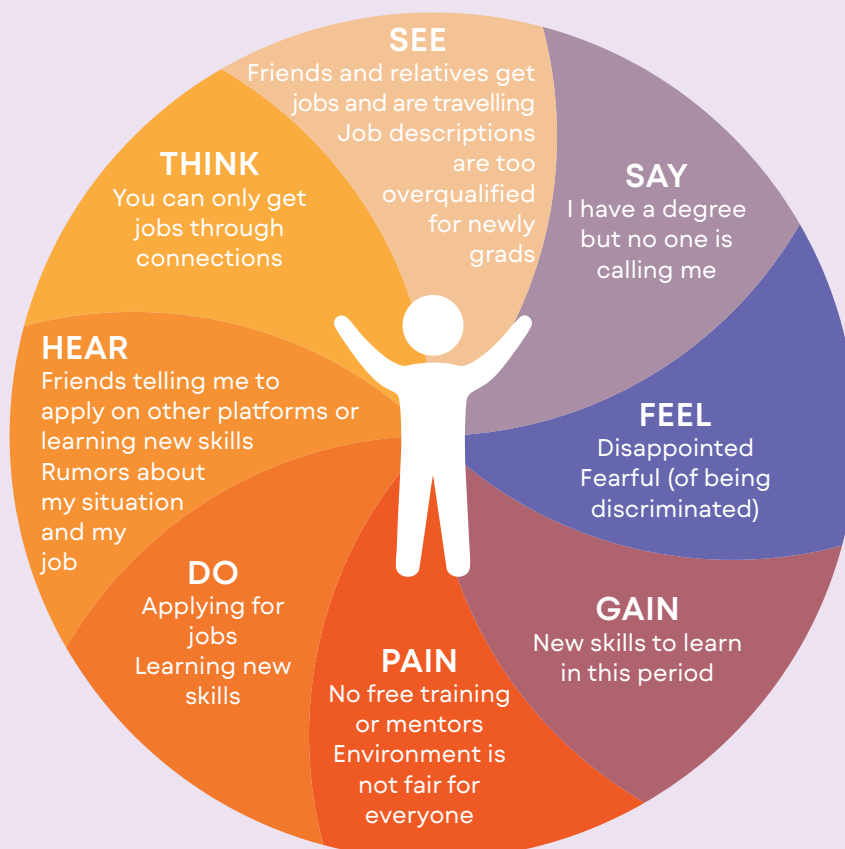 SEE
Friends and relatives get
jobs and are travelling
Job descriptions
are too
overqualified
for newly
grads
SAY
I have a degree
but no one is
calling me
FEEL
Disappointed
Fearful (of being
discriminated)
GAIN
New skills to learn
in this period
PAIN
No free training
or mentors
Environment is
not fair for
everyone
DO
Applying for
jobs
Learning new
skills
HEAR
Friends telling me to
apply on other platforms or
learning new skills
Rumors about
my situation
and my
job
THINK
You can only get
jobs through
connections